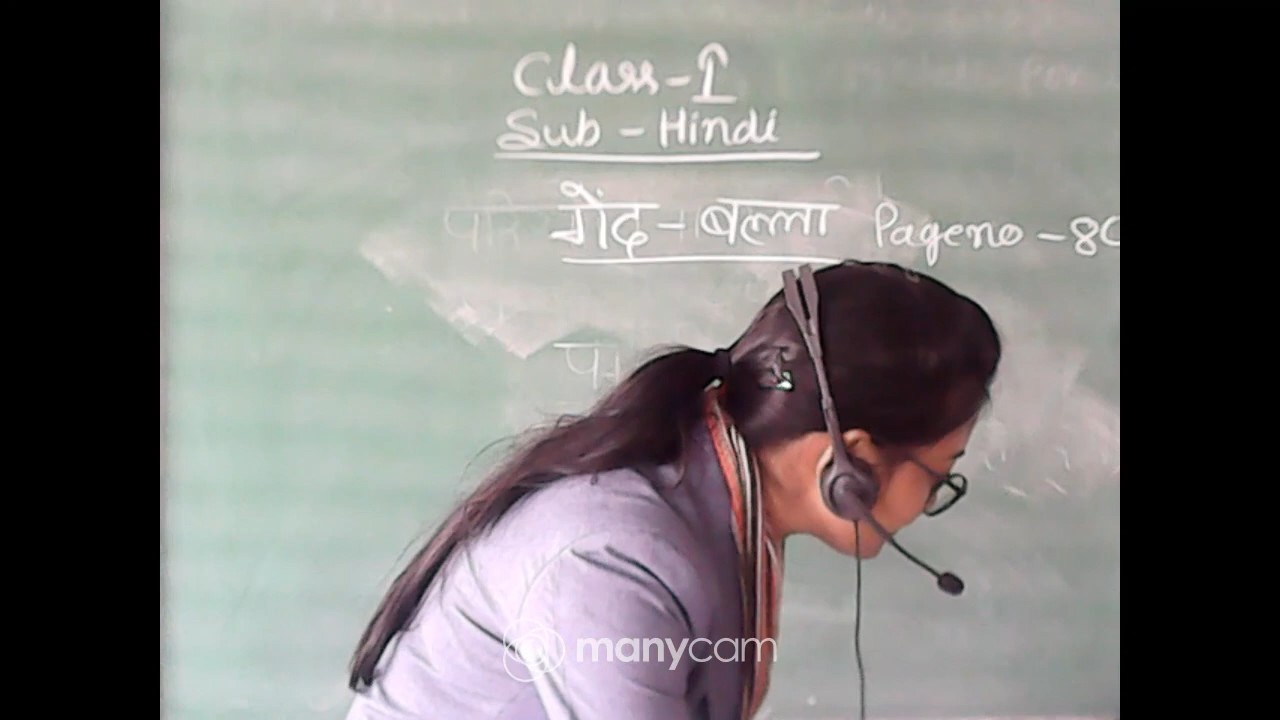 Class-I
Sub - Hindi
गेंद - बल्ला Pageno - 80
manycam